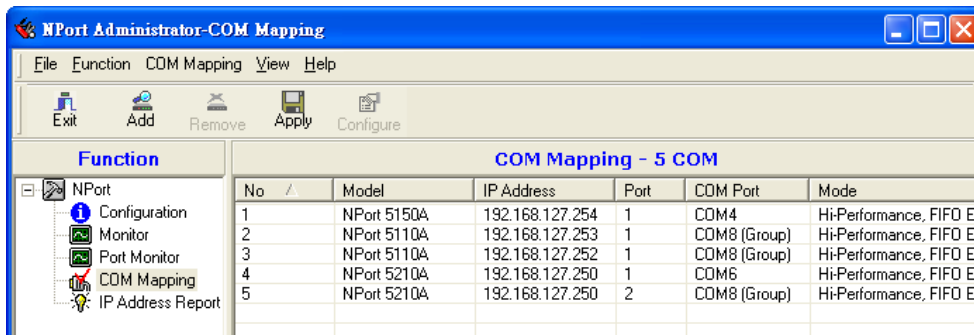 NPort Administrator-COM Mapping
File Function COM Mapping View Help
Exit Add Remove Apply Configure
Function
COM Mapping - 5 COM
NPort
Configuration
Monitor
Port Monitor
COM Mapping
IP Address Report
No Model IP Address Port COM Port Mode
1 NPort 5150A 192.168.127.254 1 COM4 Hi-Performance, FIFO E
2 NPort 5110A 192.168.127.253 1 COM8 (Group) Hi-Performance, FIFO E
3 NPort 5110A 192.168.127.252 1 COM8 (Group) Hi-Performance, FIFO E
4 NPort 5210A 192.168.127.250 1 COM6 Hi-Performance, FIFO E
5 NPort 5210A 192.168.127.250 2 COM8 (Group) Hi-Performance, FIFO E